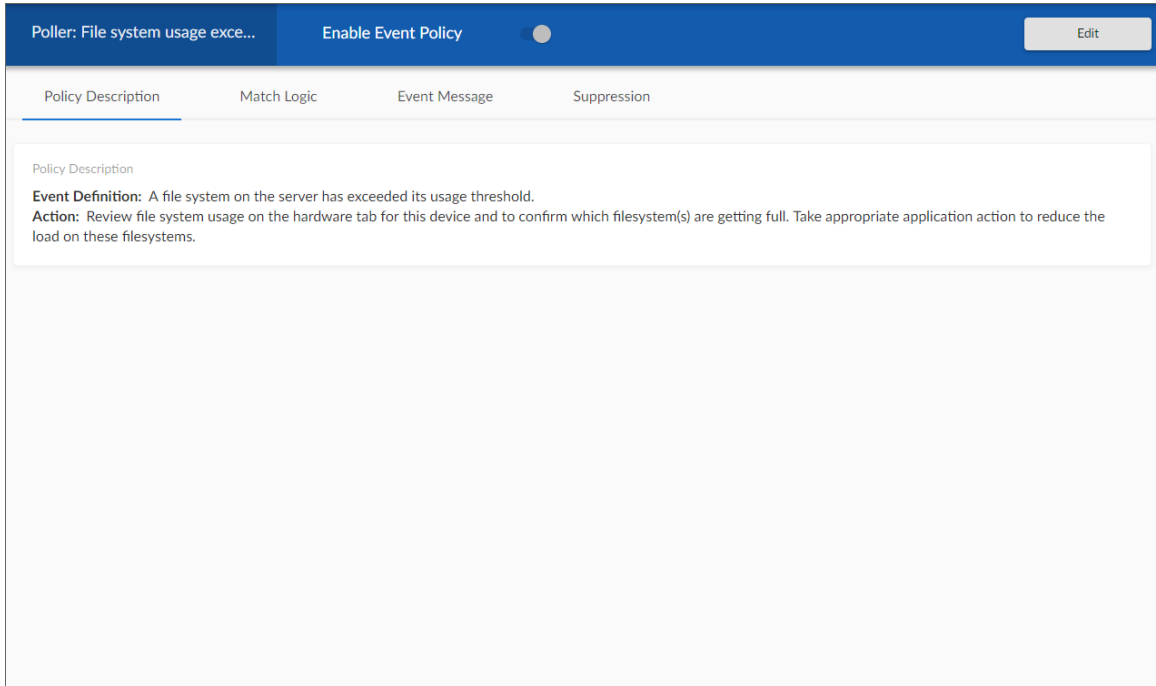 Poller: File system usage exce...
Enable Event Policy
Edit
Policy Description
Match Logic
Event Message
Suppression
Policy Description
Event Definition: A file system on the server has exceeded its usage threshold.
Action: Review file system usage on the hardware tab for this device and to confirm which filesystem(s) are getting full. Take appropriate application action to reduce the
load on these filesystems.